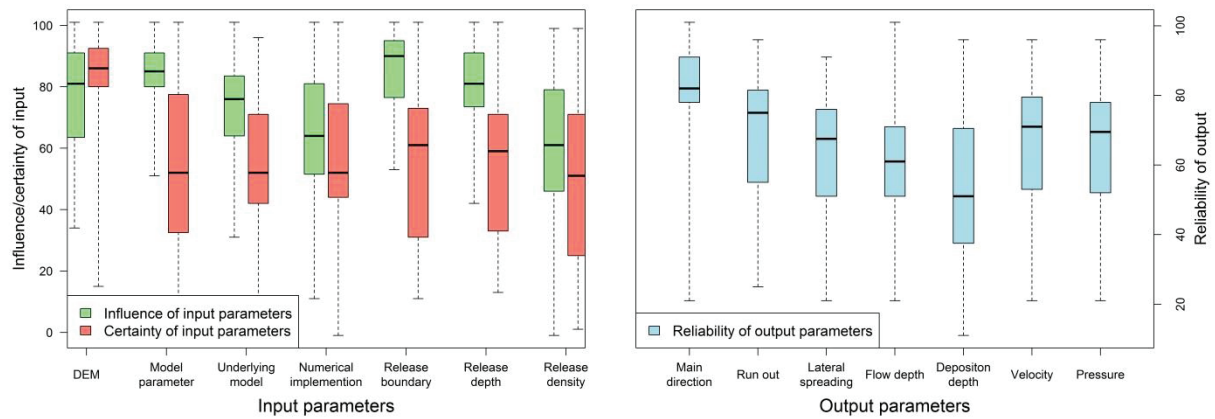 Influence/certainty of input
100
80
60
40
20
0
Influence of input parameters
Certainty of input parameters
DEM
Model
parameter
Underlying
model
Numerical
implemention
Release
boundary
Release
depth
Release
density
Input parameters
Reliability of output parameters
Main
direction
Run out
Lateral
spreading
Flow depth
Depositon
depth
Velocity
Pressure
Output parameters
100
80
60
40
20
Reliability of output